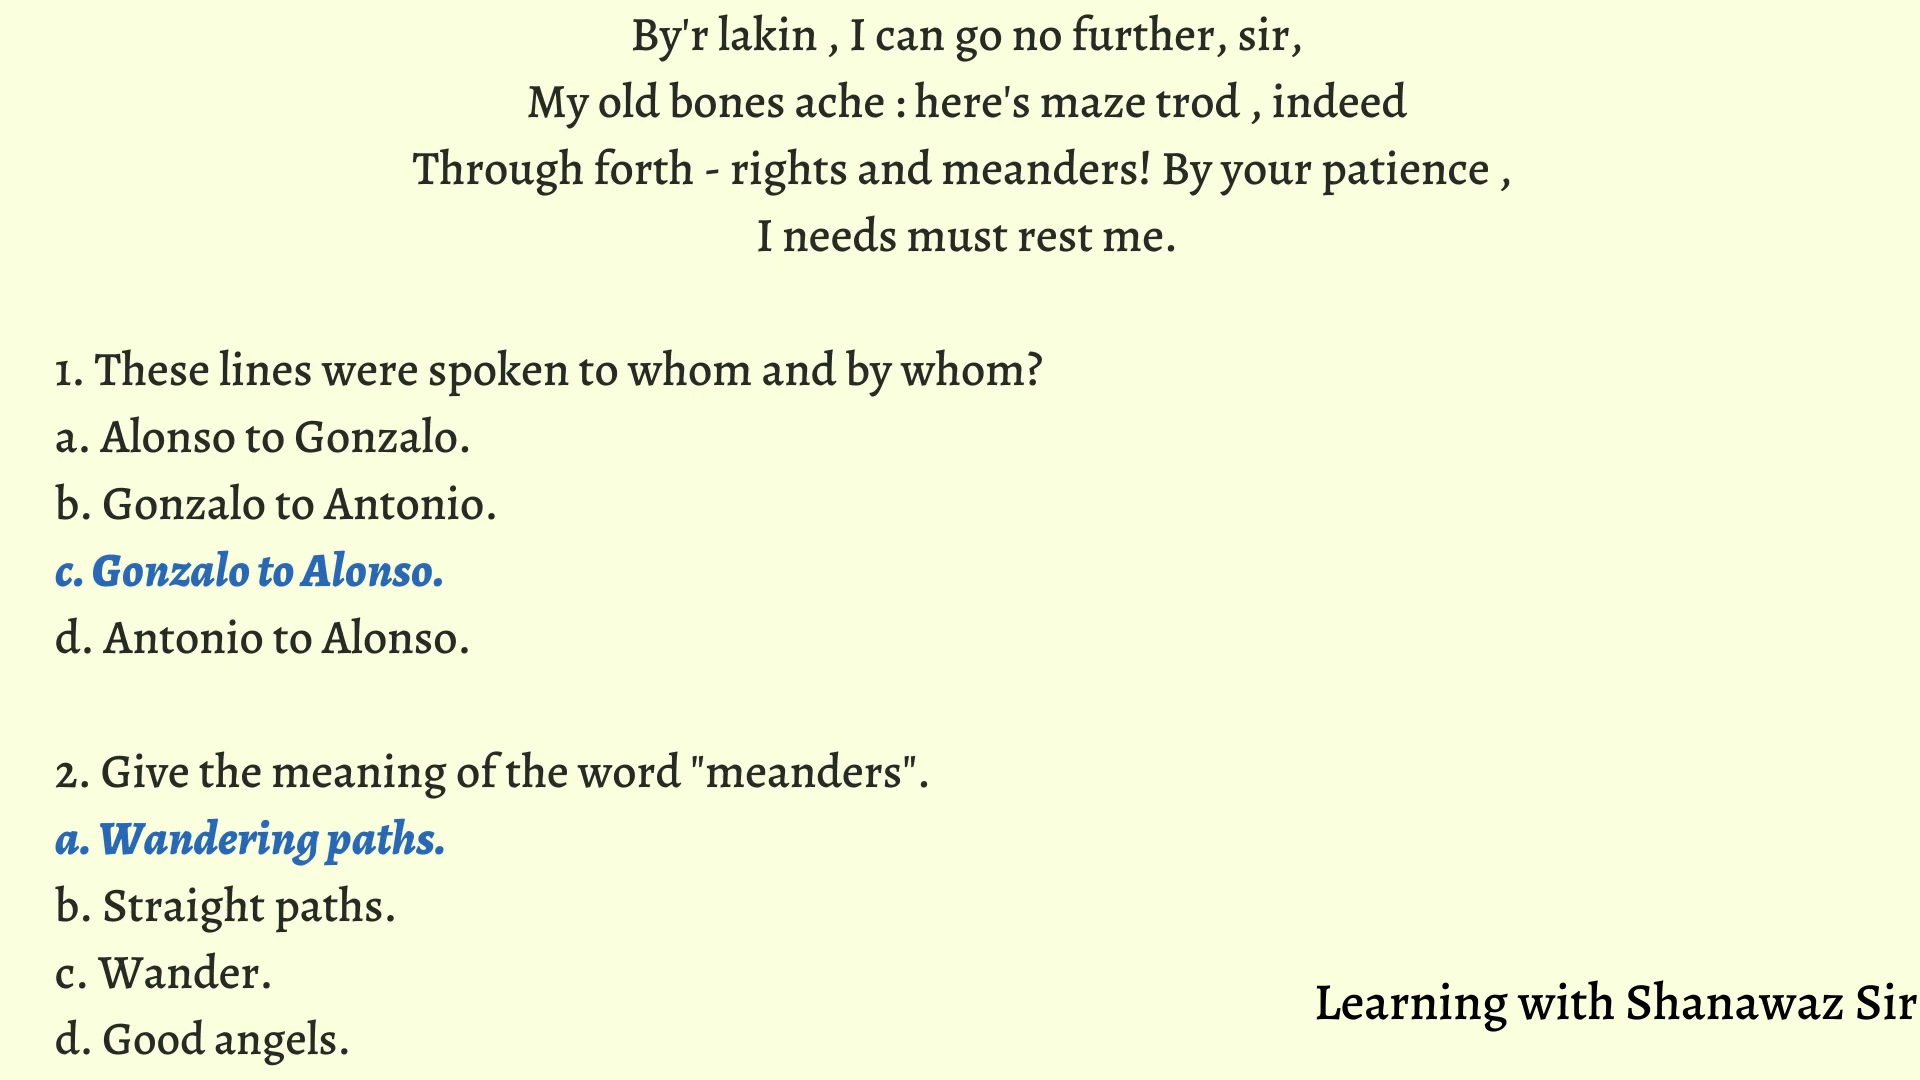 By'r lakin , I can go no further, sir,
My old bones ache : here's maze trod , indeed
Through forth - rights and meanders! By your patience ,
I needs must rest me.
1. These lines were spoken to whom and by whom?
a. Alonso to Gonzalo.
b. Gonzalo to Antonio.
c. Gonzalo to Alonso.
d. Antonio to Alonso.
2. Give the meaning of the word "meanders".
a. Wandering paths.
b. Straight paths.
c. Wander.
d. Good angels.
Learning with Shanawaz Sir